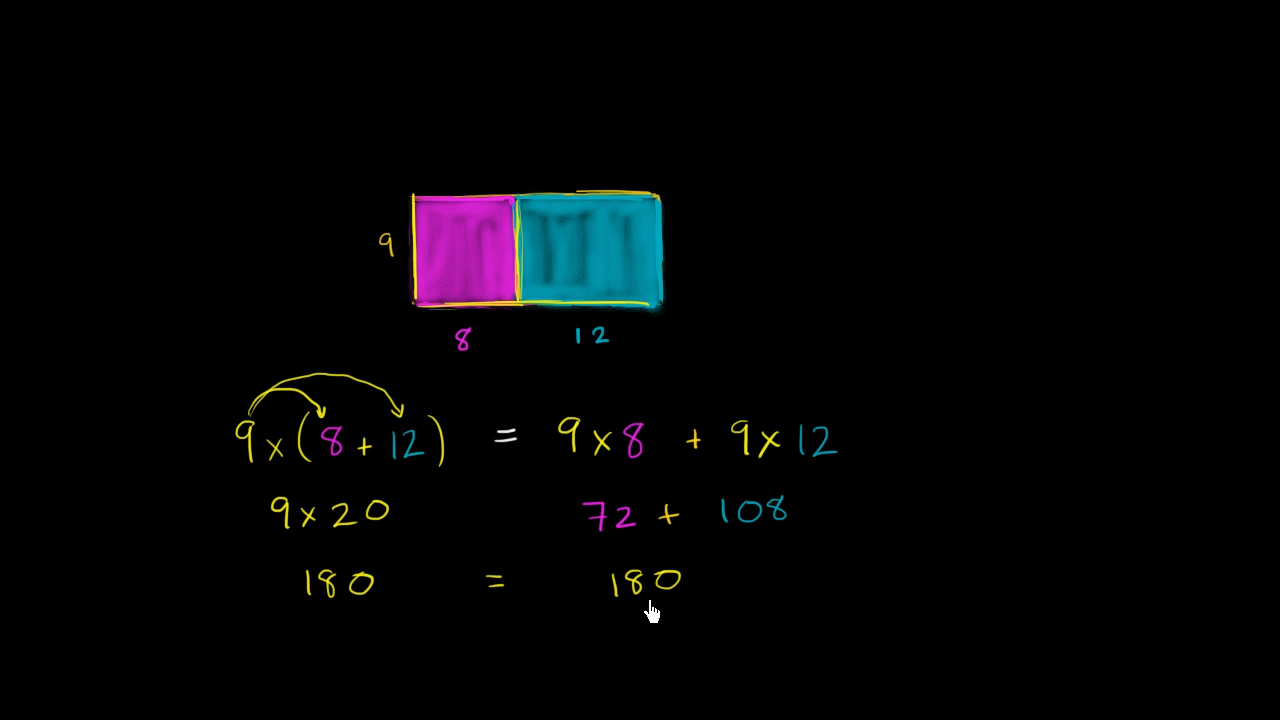 9
8 12
9 x (8 + 12) = 9 x 8 + 9 x 12
9 x 20 72 + 108
180 = 180